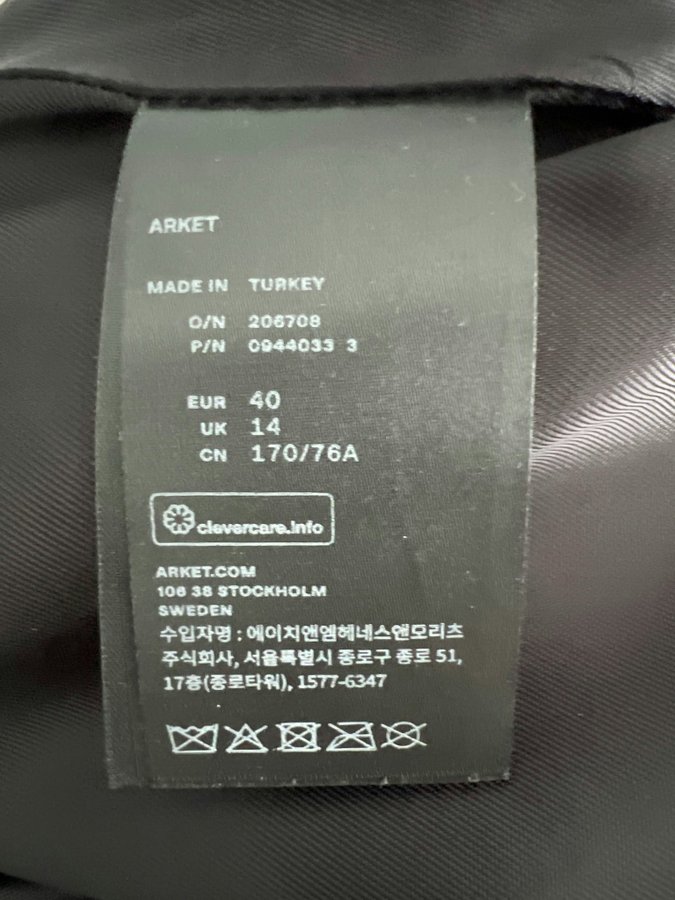 ARKET
MADE IN TURKEY
O/N 206708
P/N 0944033 3
EUR 40
UK 14
CN 170/76A
clevercare.info
ARKET.COM
106 38 STOCKHOLM
SWEDEN
수입자명 : 에이치앤엠헤네스앤모리츠
주식회사, 서울특별시 종로구 종로 51,
17층(종로타워), 1577-6347